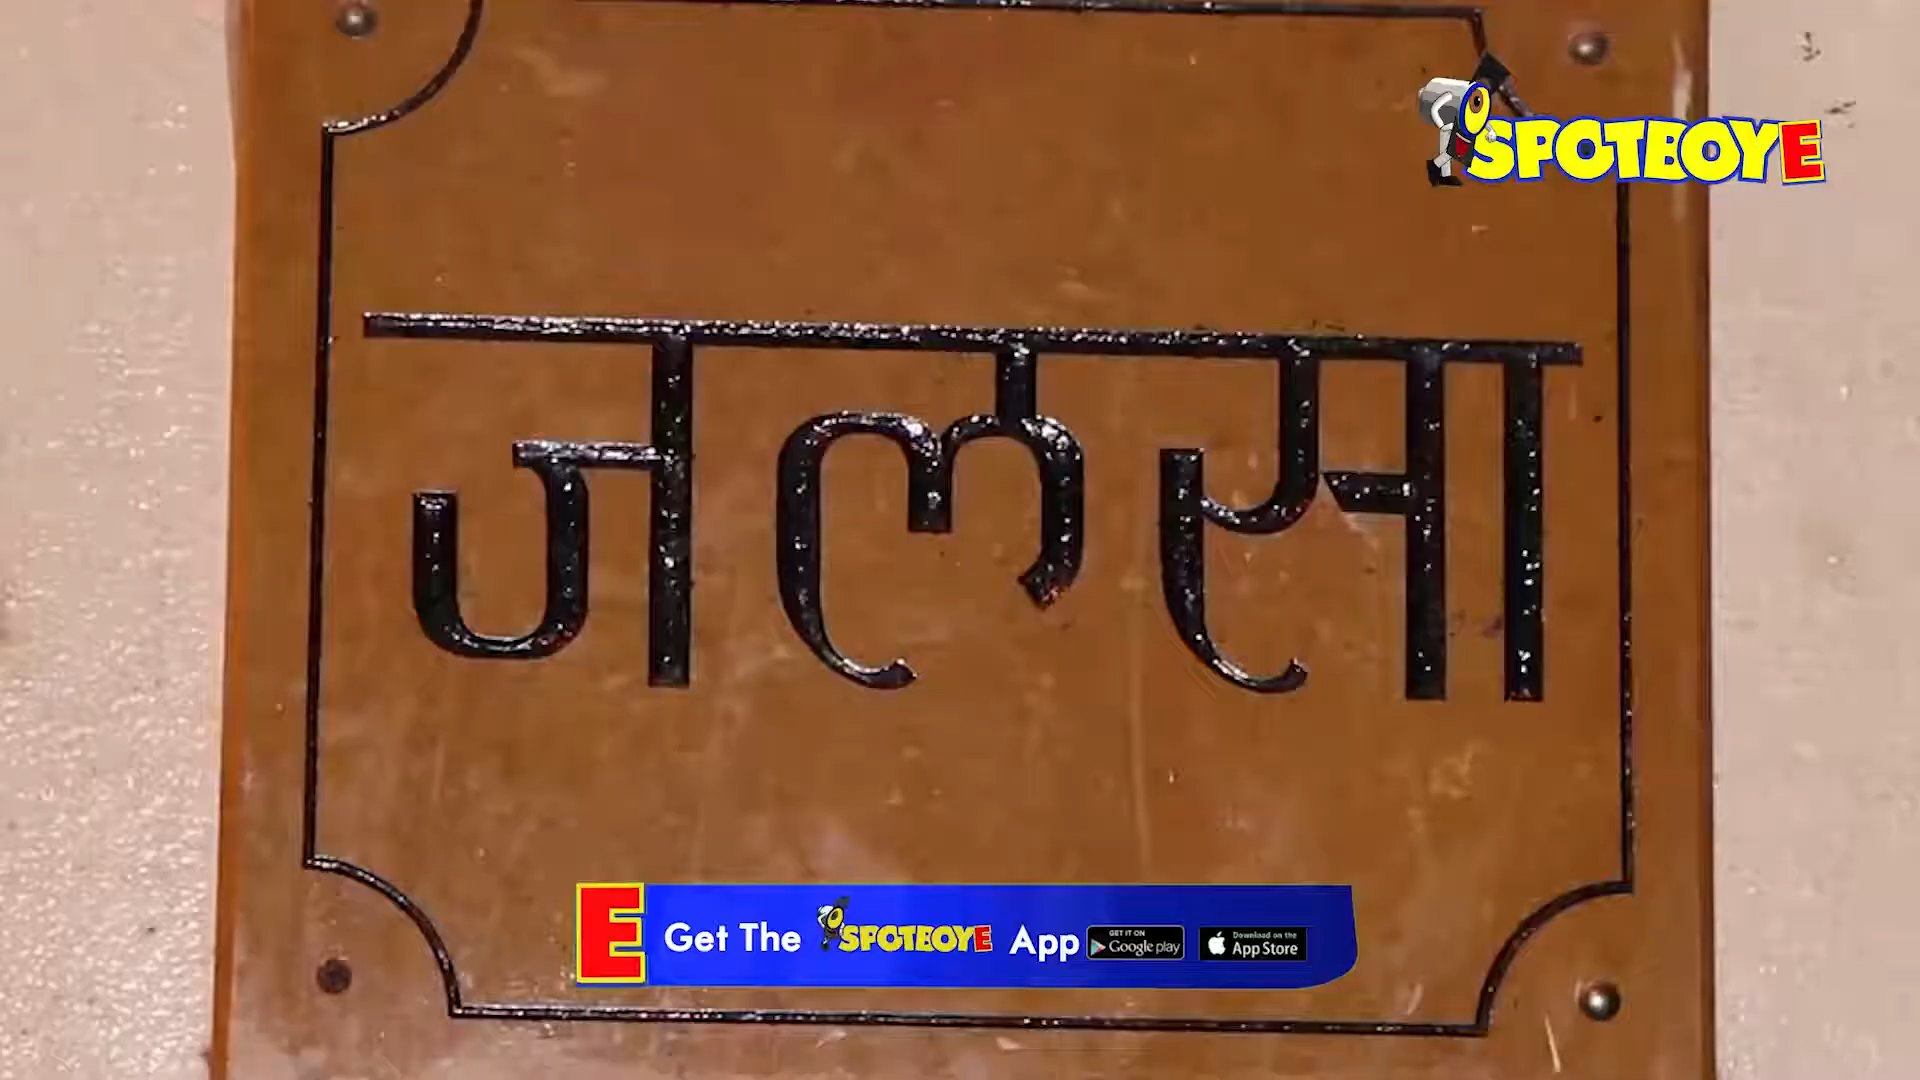 SPOTBOYE
जलसा
E Get The SPOTBOYE App GET IT ON Google play Download on the App Store